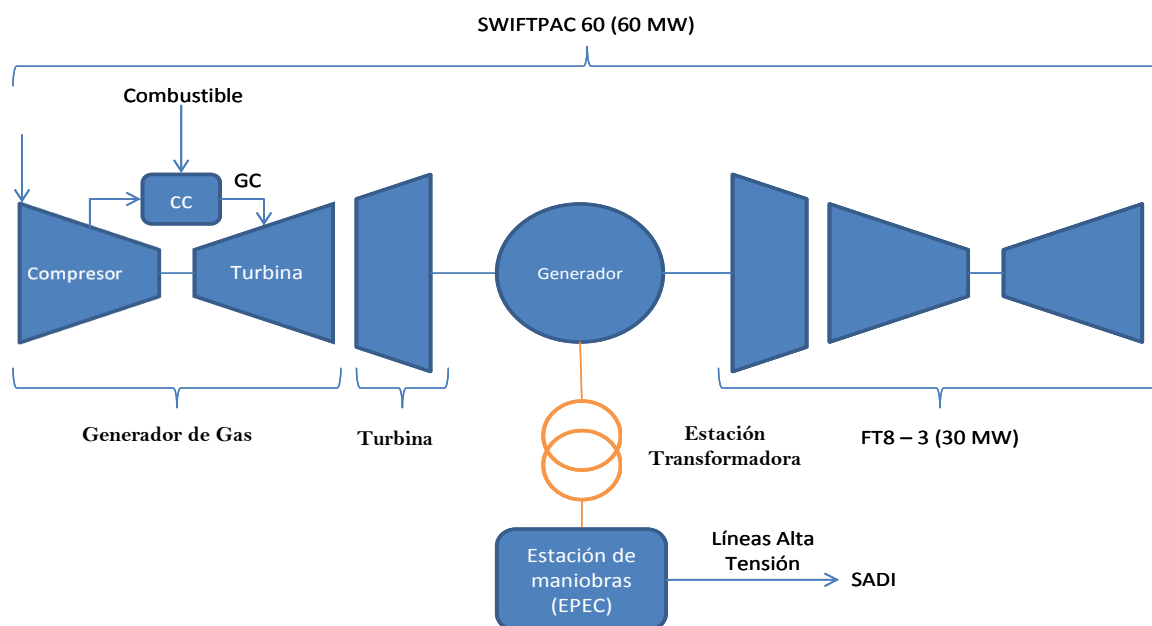 SWIFTPAC 60 (60 MW)
Combustible
GC
CC
Compresor
Turbina
Generador
Generador de Gas
Turbina
Estación
Transformadora
FT8 – 3 (30 MW)
Estación de
maniobras
(EPEC)
Líneas Alta
Tensión
SADI